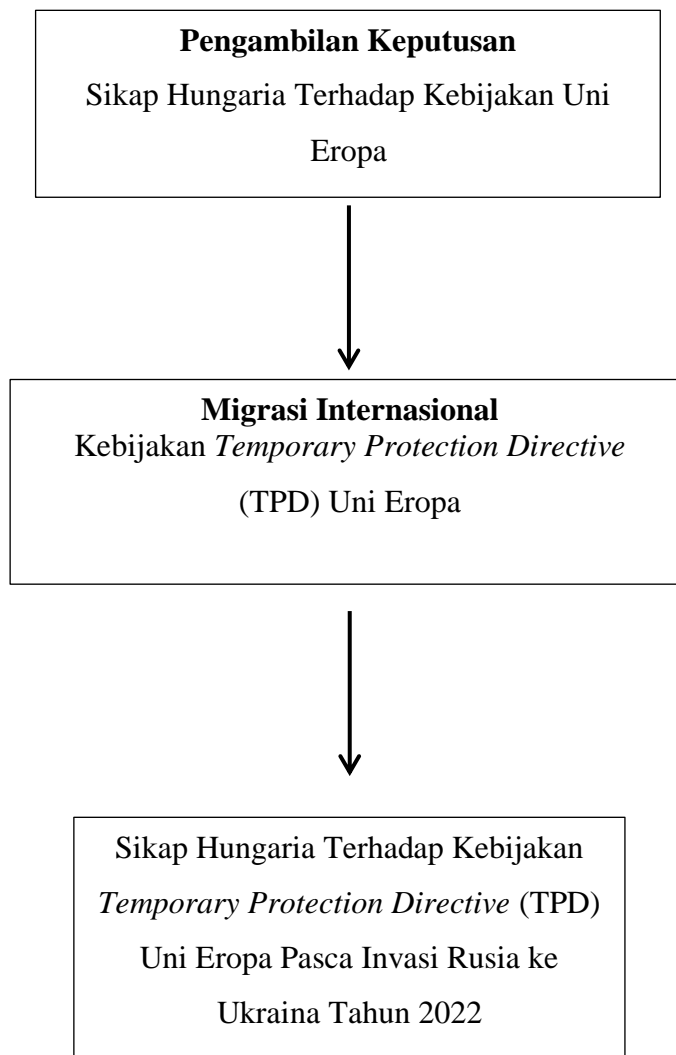 Pengambilan Keputusan
Sikap Hungaria Terhadap Kebijakan Uni
Eropa
Migrasi Internasional
Kebijakan Temporary Protection Directive
(TPD) Uni Eropa
Sikap Hungaria Terhadap Kebijakan
Temporary Protection Directive (TPD)
Uni Eropa Pasca Invasi Rusia ke
Ukraina Tahun 2022